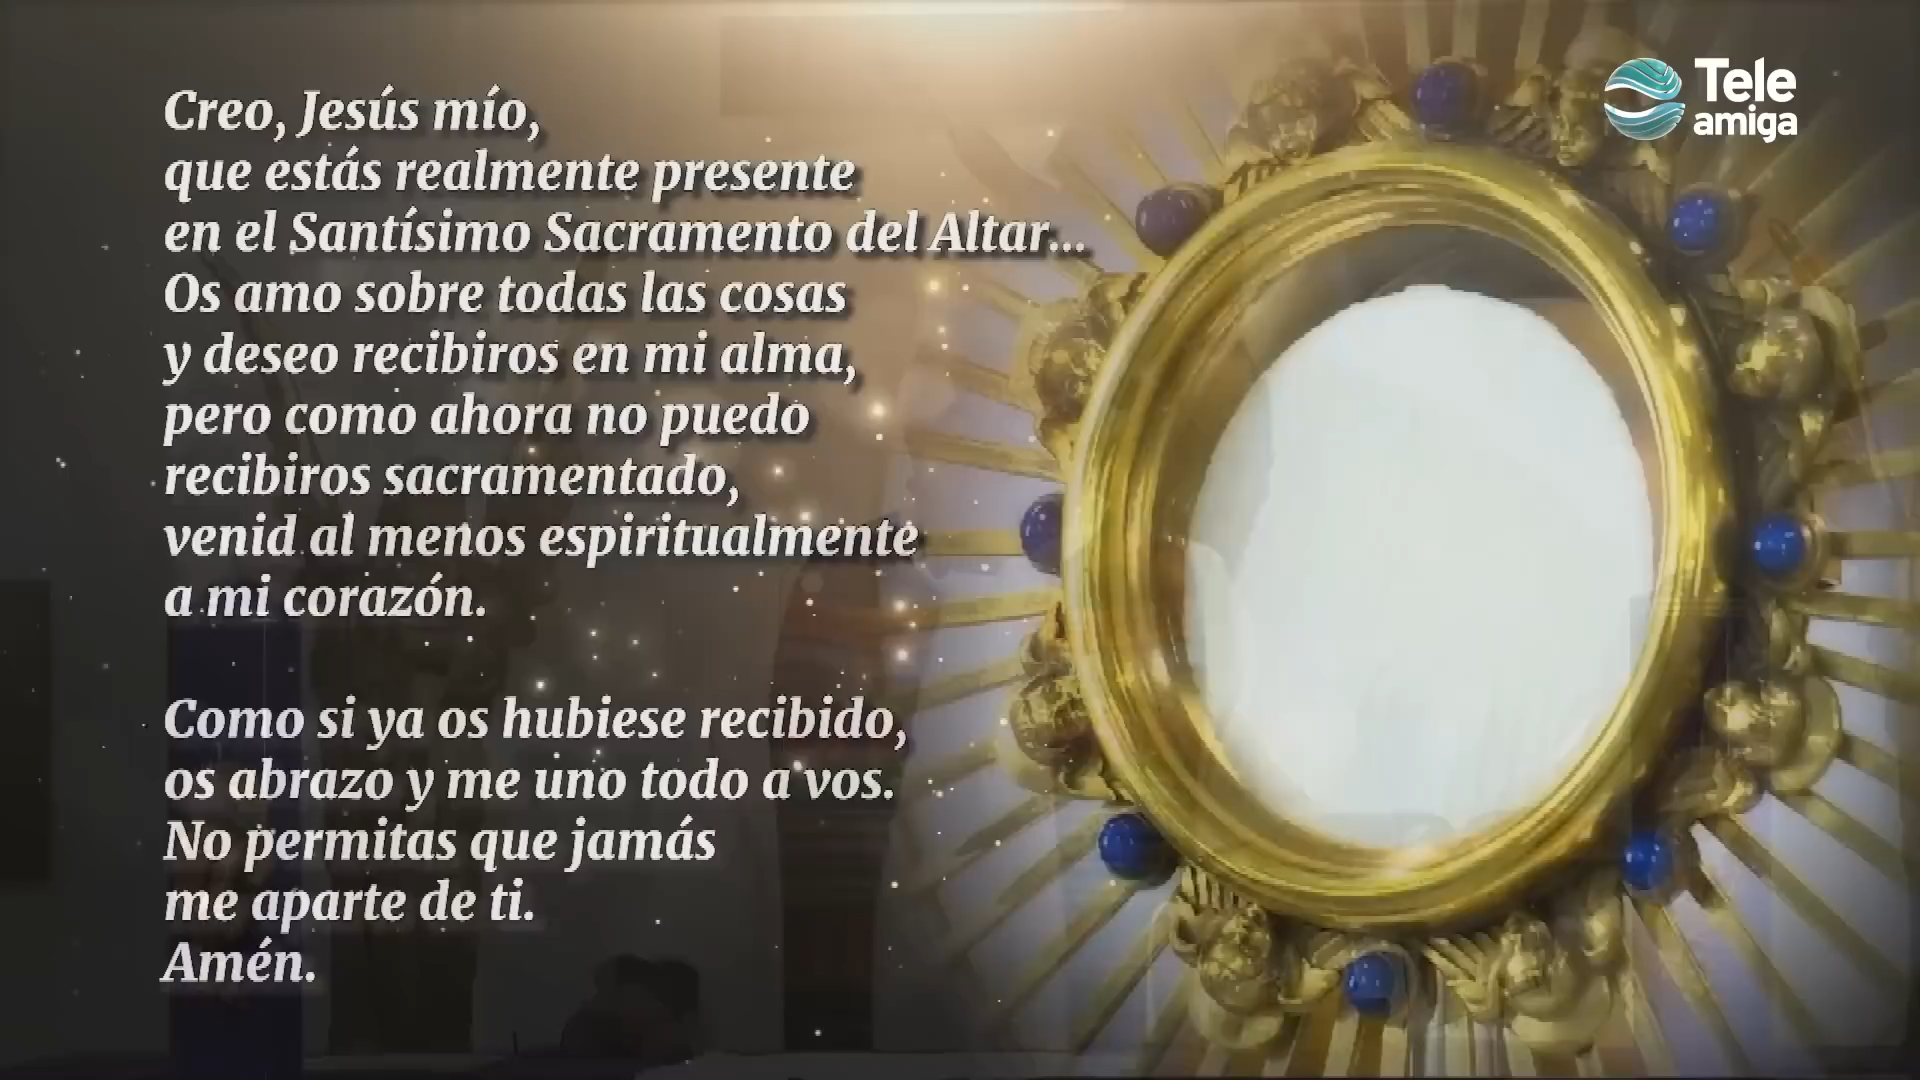 Creo, Jesús mío,
que estás realmente presente
en el Santísimo Sacramento del Altar...
Os amo sobre todas las cosas
y deseo recibiros en mi alma,
pero como ahora no puedo
recibiros sacramentado,
venid al menos espiritualmente
a mi corazón.
Como si ya os hubiese recibido,
os abrazo y me uno todo a vos.
No permitas que jamás
me aparte de ti.
Amén.
Tele
amiga